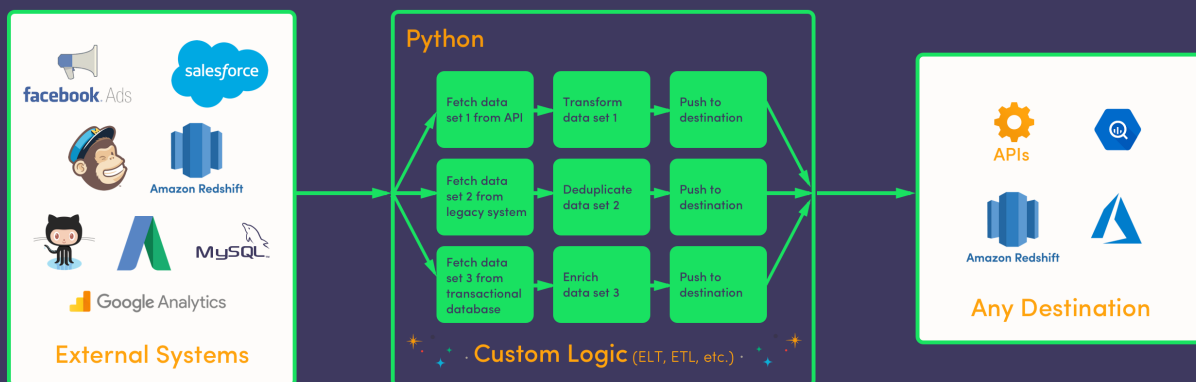 facebook Ads
salesforce
Amazon Redshift
MySQL
Google Analytics
External Systems
Python
Fetch data
set 1 from API
Transform
data set 1
Push to
destination
Fetch data
set 2 from
legacy system
Deduplicate
data set 2
Push to
destination
Fetch data
set 3 from
transactional
database
Enrich
data set 3
Push to
destination
· Custom Logic (ELT, ETL, etc.) ·
APIs
Amazon Redshift
Any Destination